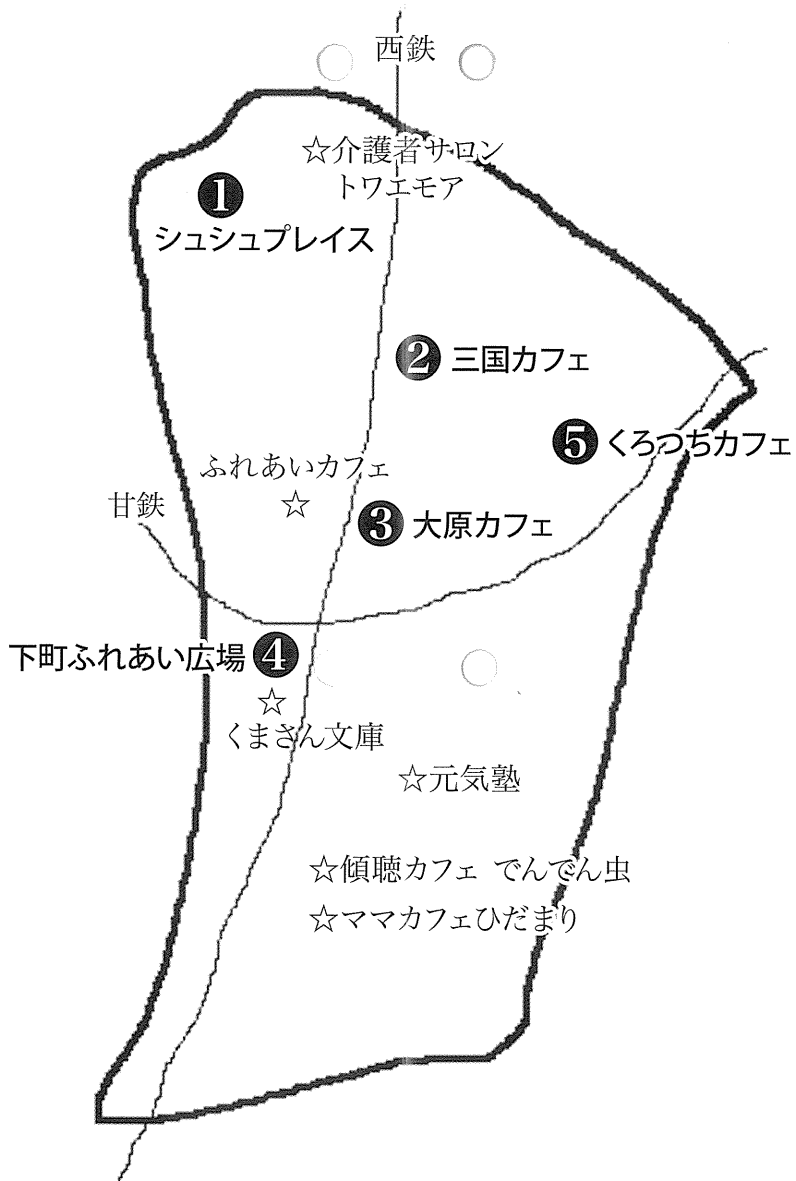 西鉄
☆介護者サロン
トワエモア
❶
シュシュプレイス
❷ 三国カフェ
❺ くろつちカフェ
ふれあいカフェ
☆
甘鉄
❸ 大原カフェ
下町ふれあい広場 ❹
☆
くまさん文庫
☆元気塾
☆傾聴カフェ でんでん虫
☆ママカフェひだまり